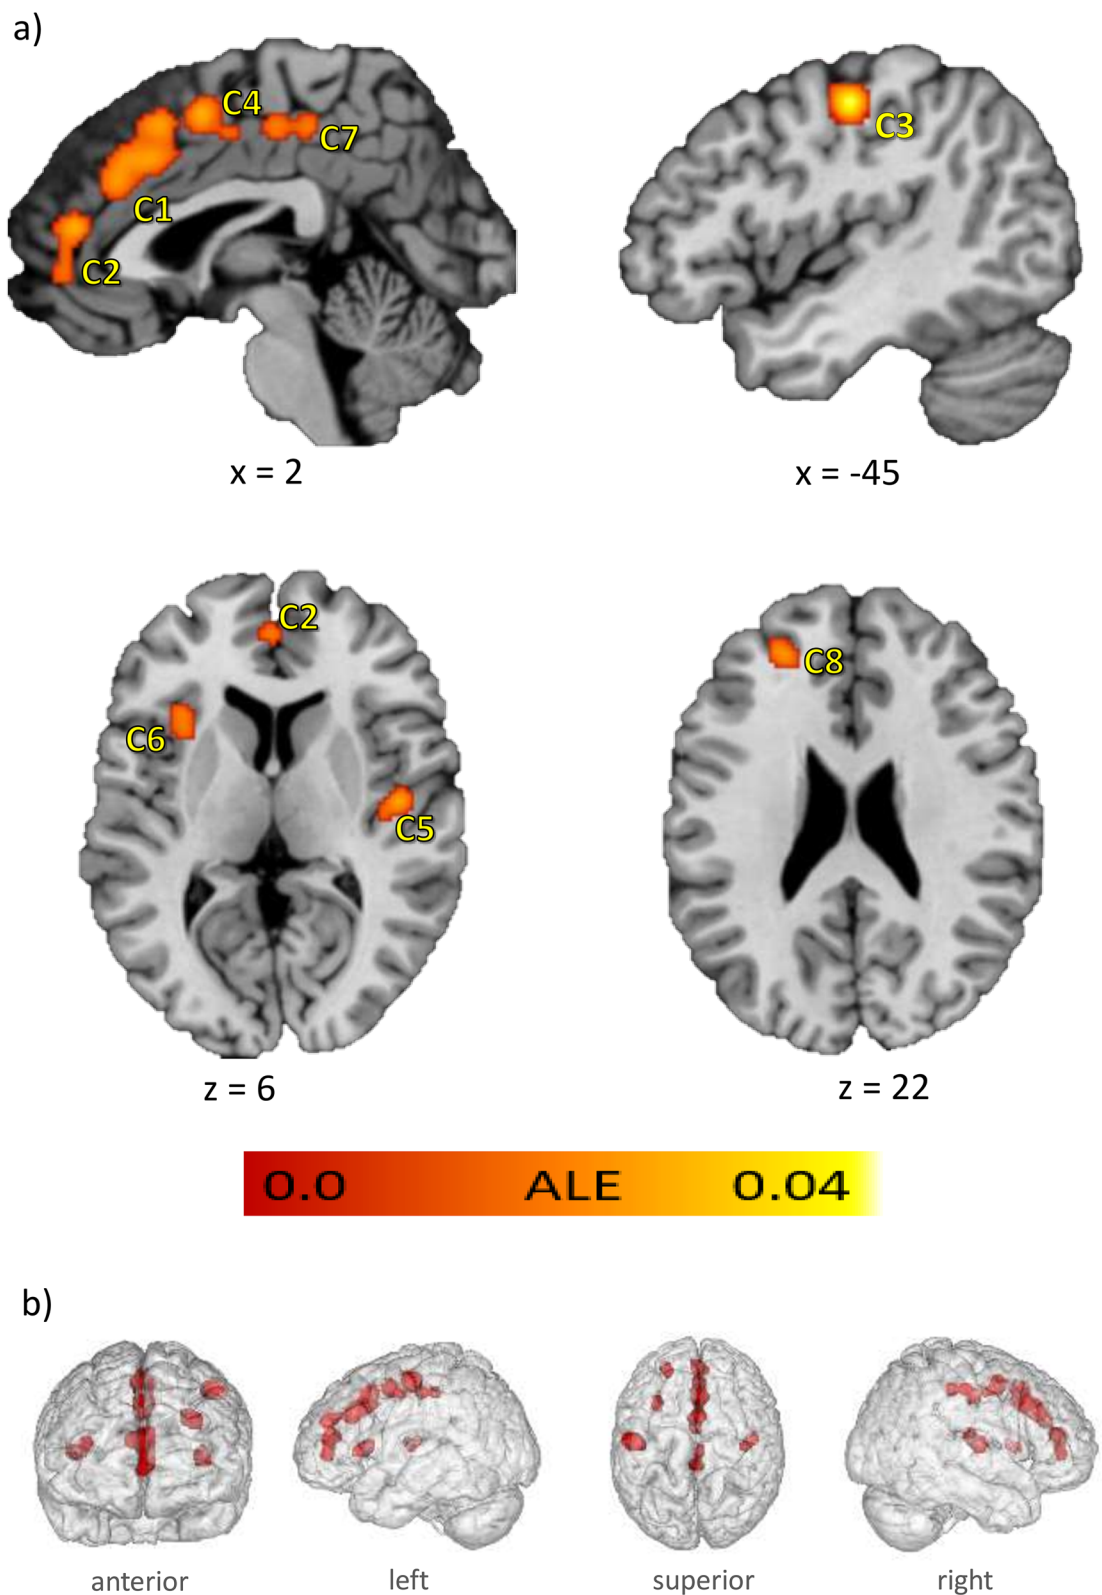 a)
C4
C7
C1
C2
C3
x = 2
x = -45
C2
C6
C5
C8
z = 6
z = 22
0.0 ALE 0.04
b)
anterior
left
superior
right